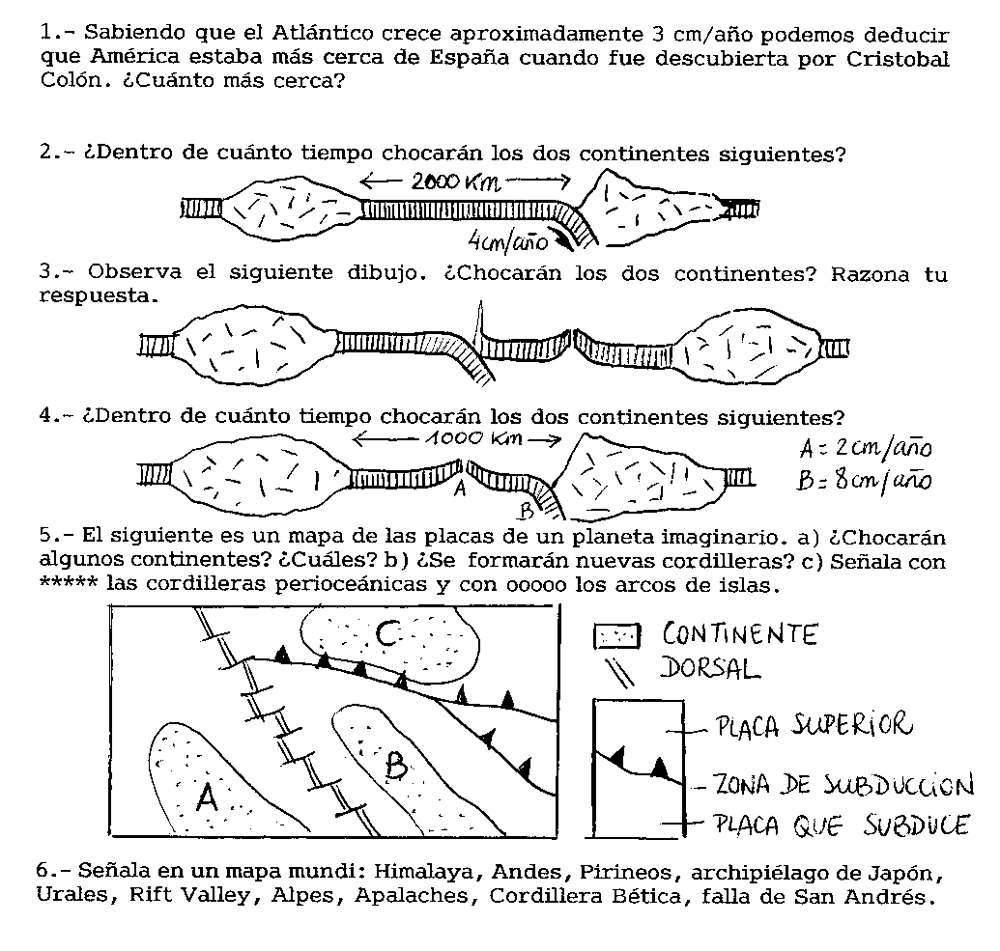 1.- Sabiendo que el Atlántico crece aproximadamente 3 cm/año podemos deducir
que América estaba más cerca de España cuando fue descubierta por Cristobal
Colón. ¿Cuánto más cerca?
2.- ¿Dentro de cuánto tiempo chocarán los dos continentes siguientes?
2000 Km
4cm/año
3.- Observa el siguiente dibujo. ¿Chocarán los dos continentes? Razona tu
respuesta.
4.- ¿Dentro de cuánto tiempo chocarán los dos continentes siguientes?
1000 Km
A
B
A = 2 cm/año
B = 8 cm/año
5.- El siguiente es un mapa de las placas de un planeta imaginario. a) ¿Chocarán
algunos continentes? ¿Cuáles? b) ¿Se formarán nuevas cordilleras? c) Señala con
***** las cordilleras perioceánicas y con ooooo los arcos de islas.
C
B
A
CONTINENTE
DORSAL
PLACA SUPERIOR
ZONA DE SUBDUCCION
PLACA QUE SUBDUCE
6.- Señala en un mapa mundi: Himalaya, Andes, Pirineos, archipiélago de Japón,
Urales, Rift Valley, Alpes, Apalaches, Cordillera Bética, falla de San Andrés.